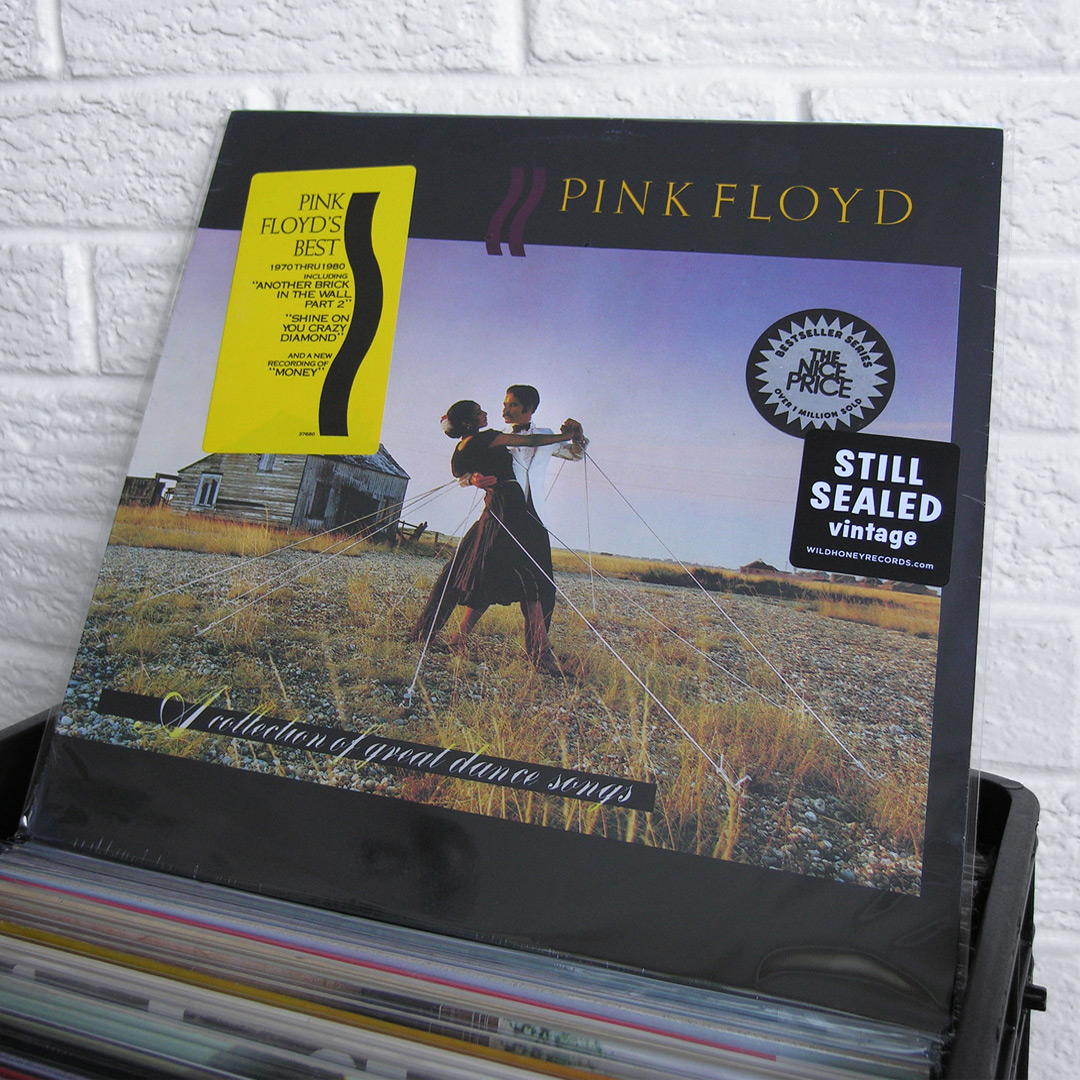 PINK FLOYD
PINK
FLOYD'S
BEST
1970 THRU 1980
INCLUDING
"ANOTHER BRICK
IN THE WALL
PART 2"
"SHINE ON
YOU CRAZY
DIAMOND"
AND A NEW
RECORDING OF
"MONEY"
37680
BESTSELLER SERIES
THE
NICE
PRICE
OVER 1 MILLION SOLD
STILL
SEALED
vintage
WILDHONEYRECORDS.com
A collection of great dance songs